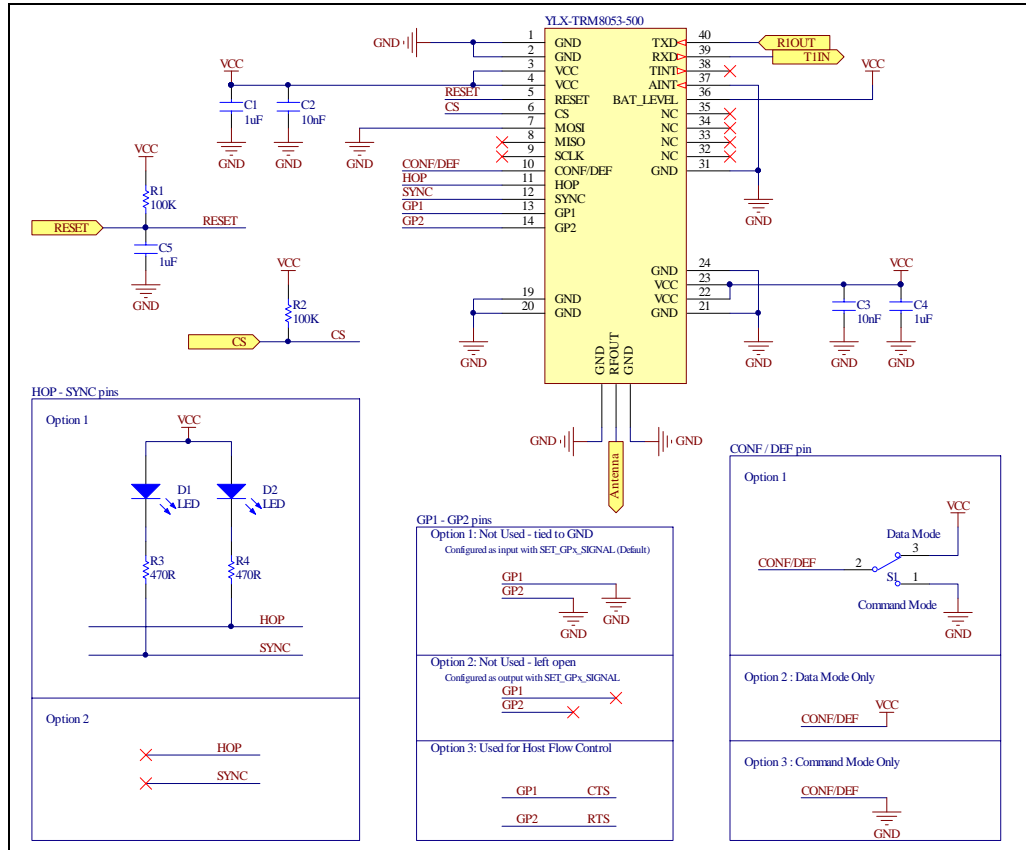 YLX-TRM8053-500
GND
1 GND TXD 40 R1OUT
2 GND RXD 39 T1IN
3 VCC TINT 38
4 VCC AINT 37
5 RESET BAT_LEVEL 36
6 CS NC 35
7 MOSI NC 34
8 MISO NC 33
9 SCLK NC 32
10 CONF/DEF GND 31
11 HOP
12 SYNC
13 GP1
14 GP2
GND 24
VCC 23
VCC 22
GND 21
19 GND
20 GND
GND RFOUT GND
VCC
VCC
RESET
CS
C1
1uF
C2
10nF
GND
GND
GND
CONF/DEF
HOP
SYNC
GP1
GP2
GND
VCC
R1
100K
RESET
RESET
C5
1uF
GND
VCC
R2
100K
CS
CS
GND
GND
VCC
C3
10nF
C4
1uF
GND
GND
GND
GND
Antenna
HOP - SYNC pins
Option 1
VCC
D1
LED
D2
LED
R3
470R
R4
470R
HOP
SYNC
Option 2
HOP
SYNC
GP1 - GP2 pins
Option 1: Not Used - tied to GND
Configured as input with SET_GPx_SIGNAL (Default)
GP1
GP2
GND
GND
Option 2: Not Used - left open
Configured as output with SET_GPx_SIGNAL
GP1
GP2
Option 3: Used for Host Flow Control
GP1 CTS
GP2 RTS
CONF / DEF pin
Option 1
VCC
Data Mode
3
CONF/DEF
2
S1
1
Command Mode
GND
Option 2 : Data Mode Only
VCC
CONF/DEF
Option 3 : Command Mode Only
CONF/DEF
GND